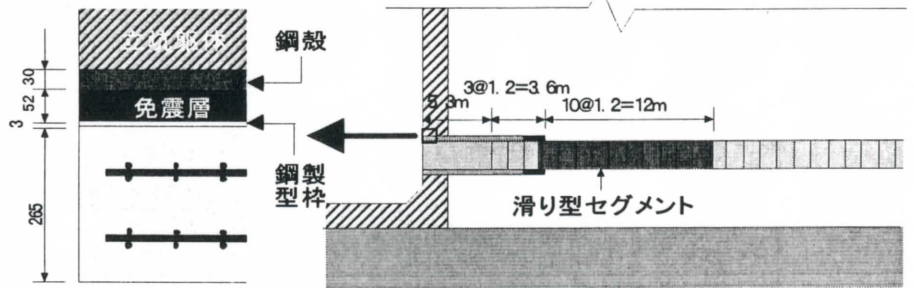 立坑躯体
鋼殻
30
52
免震層
3
鋼製
型枠
265
3@1.2=3.6m
3m
10@1.2=12m
滑り型セグメント